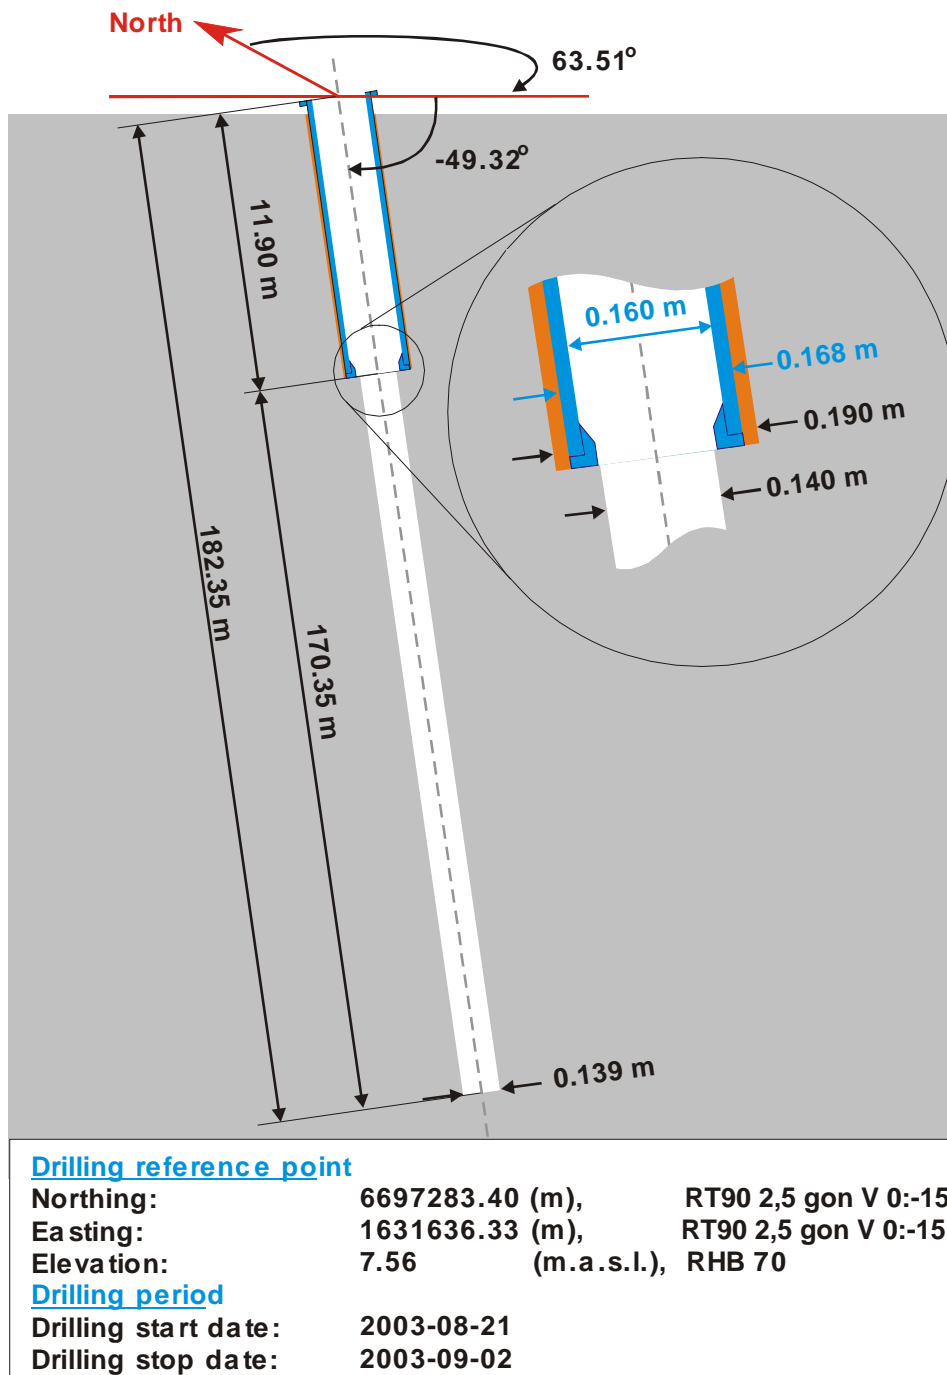 North
63.51°
-49.32°
11.90 m
0.160 m
0.168 m
0.190 m
0.140 m
182.35 m
170.35 m
0.139 m
Drilling reference point
Northing: 6697283.40 (m), RT90 2,5 gon V 0:-15
Easting: 1631636.33 (m), RT90 2,5 gon V 0:-15
Elevation: 7.56 (m.a.s.l.), RHB 70
Drilling period
Drilling start date: 2003-08-21
Drilling stop date: 2003-09-02